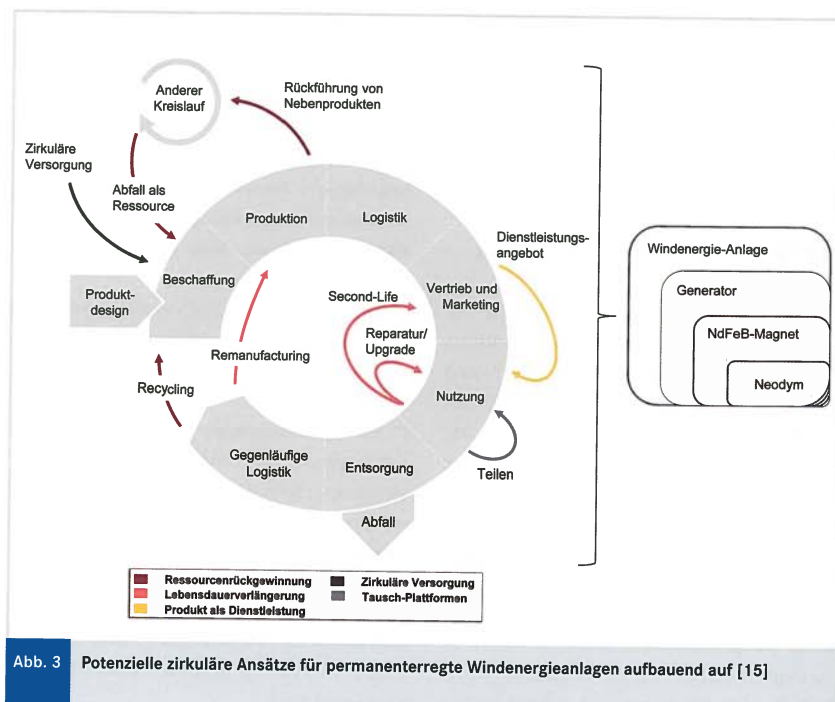 Anderer
Kreislauf
Rückführung von
Nebenprodukten
Zirkuläre
Versorgung
Abfall als
Ressource
Produktion
Logistik
Dienstleistungs-
angebot
Windenergie-Anlage
Beschaffung
Produkt-
design
Second-Life
Vertrieb und
Marketing
Generator
Reparatur/
Upgrade
NdFeB-Magnet
Remanufacturing
Recycling
Nutzung
Neodym
Gegenläufige
Logistik
Entsorgung
Teilen
Abfall
Ressourcenrückgewinnung
Lebensdauerverlängerung
Produkt als Dienstleistung
Zirkuläre Versorgung
Tausch-Plattformen
Abb. 3
Potenzielle zirkuläre Ansätze für permanenterregte Windenergieanlagen aufbauend auf [15]